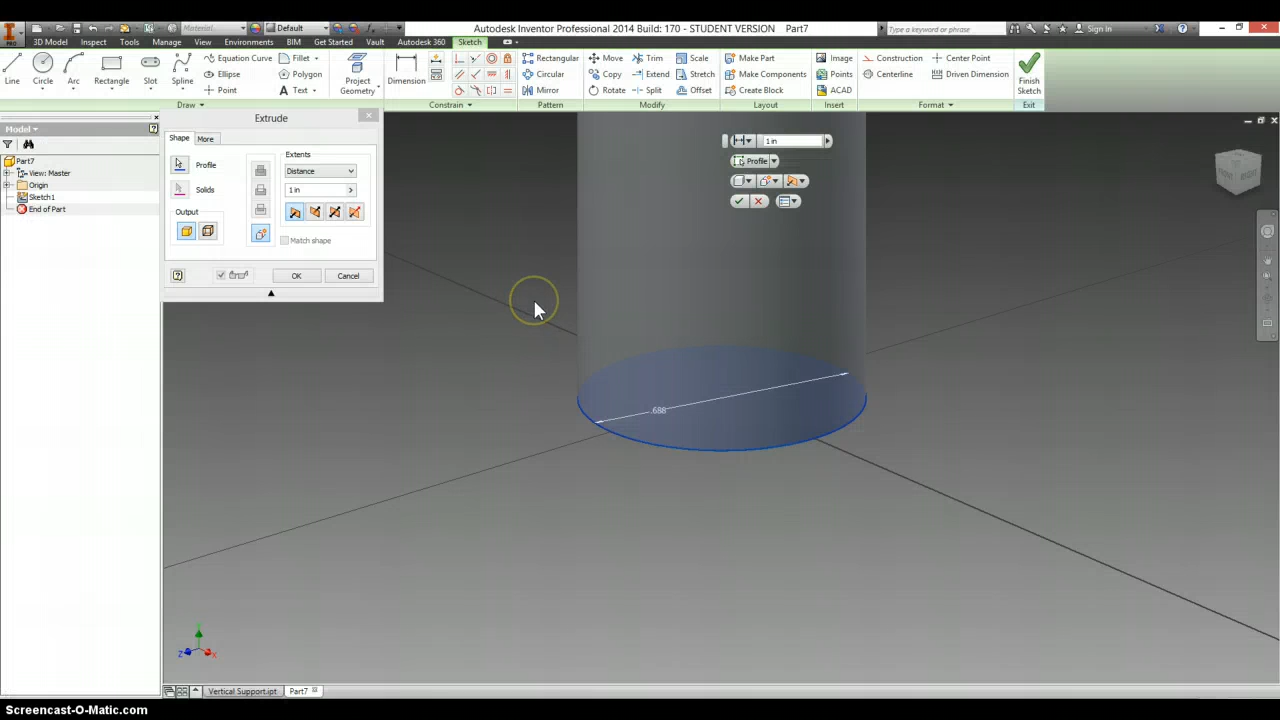 Material Default Autodesk Inventor Professional 2014 Build: 170 - STUDENT VERSION Part7 Type a keyword or phrase Sign In
PRO 3D Model Inspect Tools Manage View Environments BIM Get Started Vault Autodesk 360 Sketch
Equation Curve Fillet Rectangular Move Trim Scale Make Part Image Construction Center Point
Line Circle Arc Rectangle Slot Spline Ellipse Polygon Project Geometry Dimension Circular Copy Extend Stretch Make Components Points Centerline Driven Dimension Finish Sketch
Point Text Mirror Rotate Split Offset Create Block ACAD
Draw Constrain Pattern Modify Layout Insert Format Exit
Extrude
Model
Shape More
Extents
Part7
Profile
Distance
View: Master
Origin
Solids
1 in
Sketch1
End of Part
Output
Match shape
OK Cancel
1 in
Profile
.688
FRONT RIGHT
Y
Z X
Vertical Support.ipt Part7
Screencast-O-Matic.com